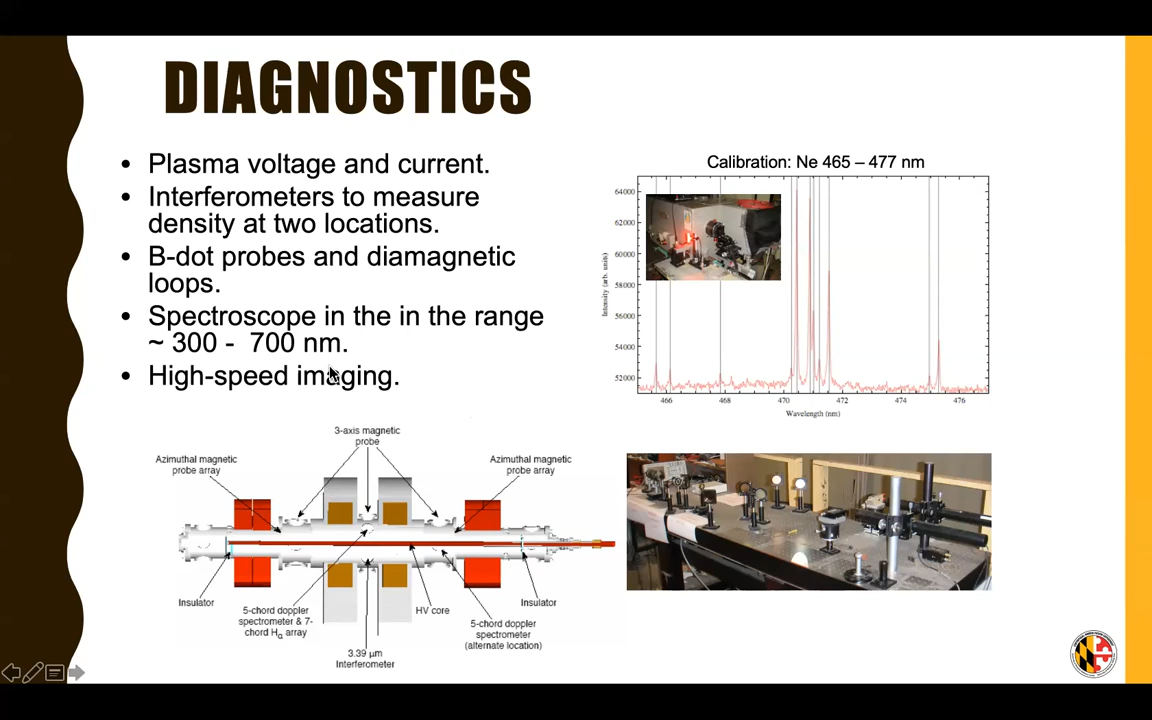 DIAGNOSTICS
• Plasma voltage and current.
• Interferometers to measure
density at two locations.
• B-dot probes and diamagnetic
loops.
• Spectroscope in the in the range
~ 300 - 700 nm.
• High-speed imaging.
Calibration: Ne 465 – 477 nm
64000
62000
60000
58000
56000
54000
52000
Intensity (arb. units)
466
468
470
472
474
476
Wavelength (nm)
3-axis magnetic
probe
Azimuthal magnetic
probe array
Azimuthal magnetic
probe array
Insulator
5-chord doppler
spectrometer & 7-
chord Hα array
3.39 μm
Interferometer
HV core
5-chord doppler
spectrometer
(alternate location)
Insulator